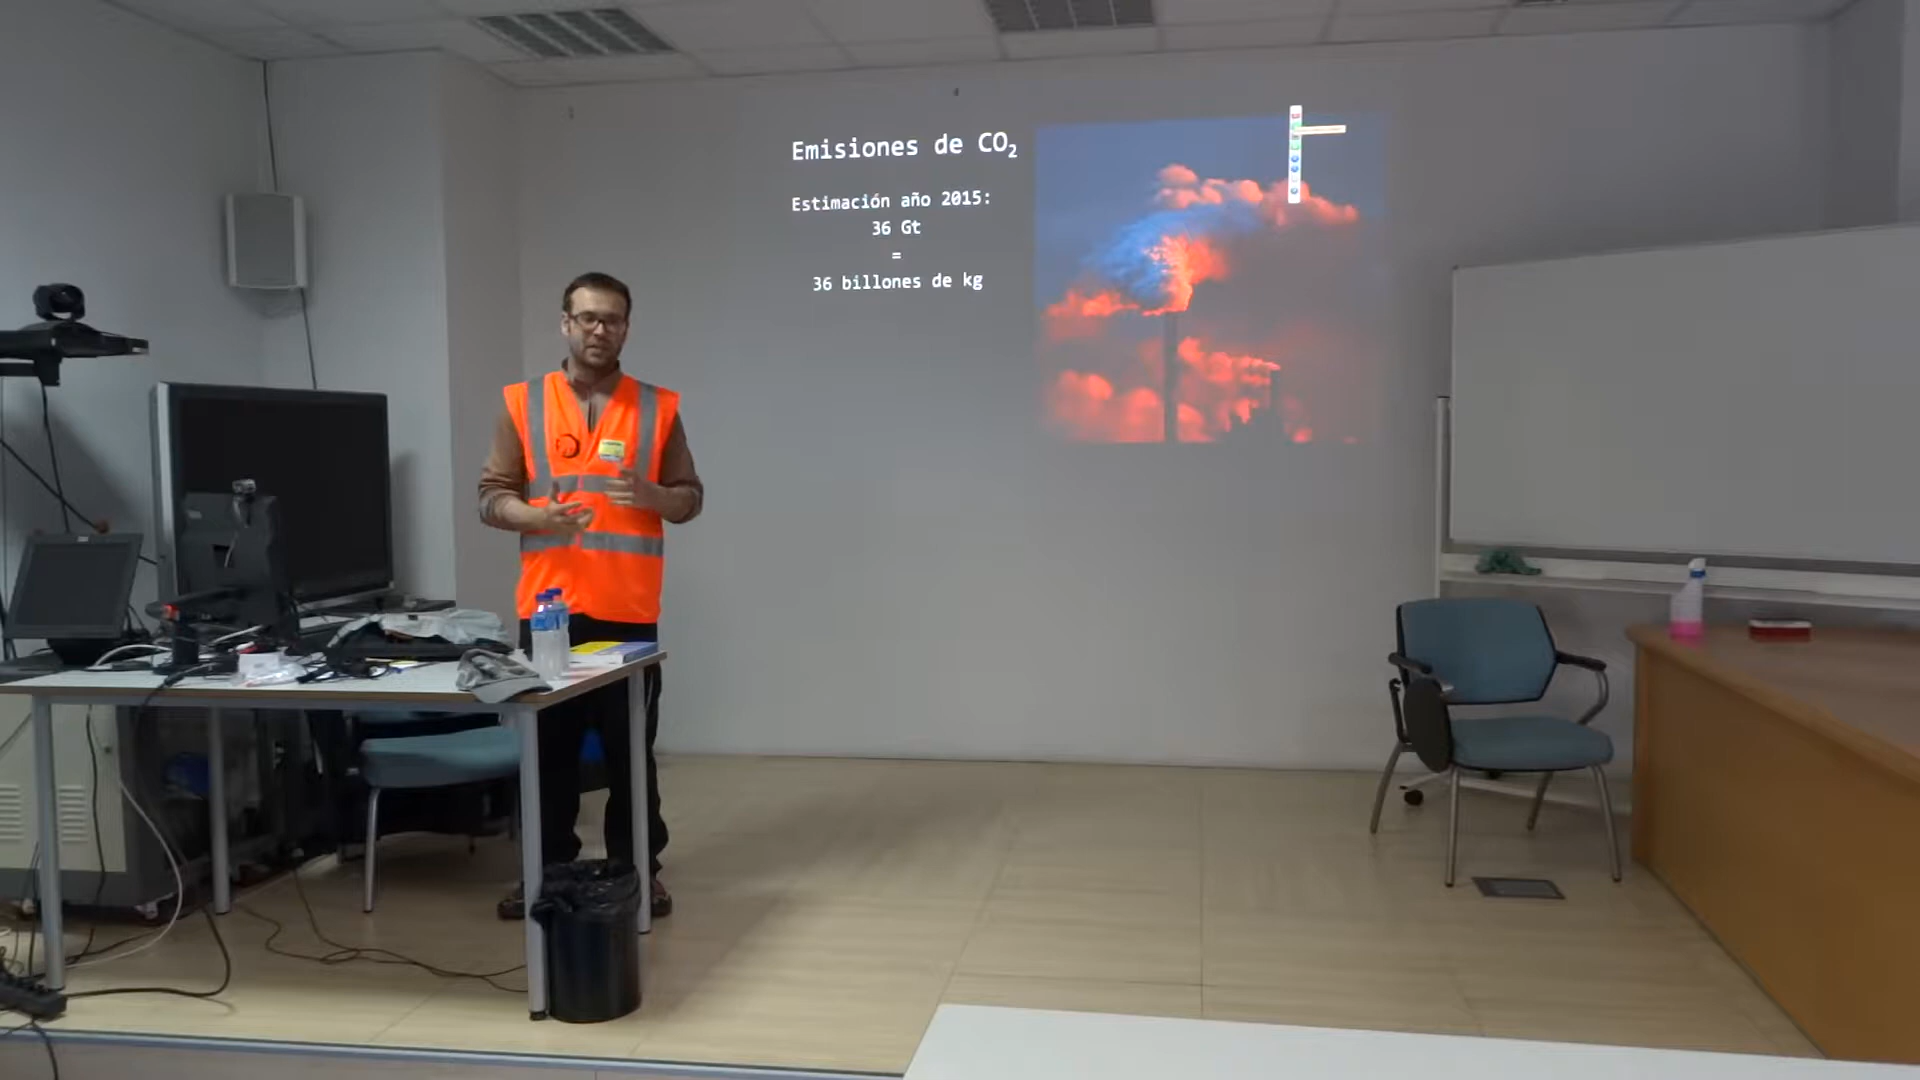 Emisiones de CO₂
Estimación año 2015:
36 Gt
=
36 billones de kg